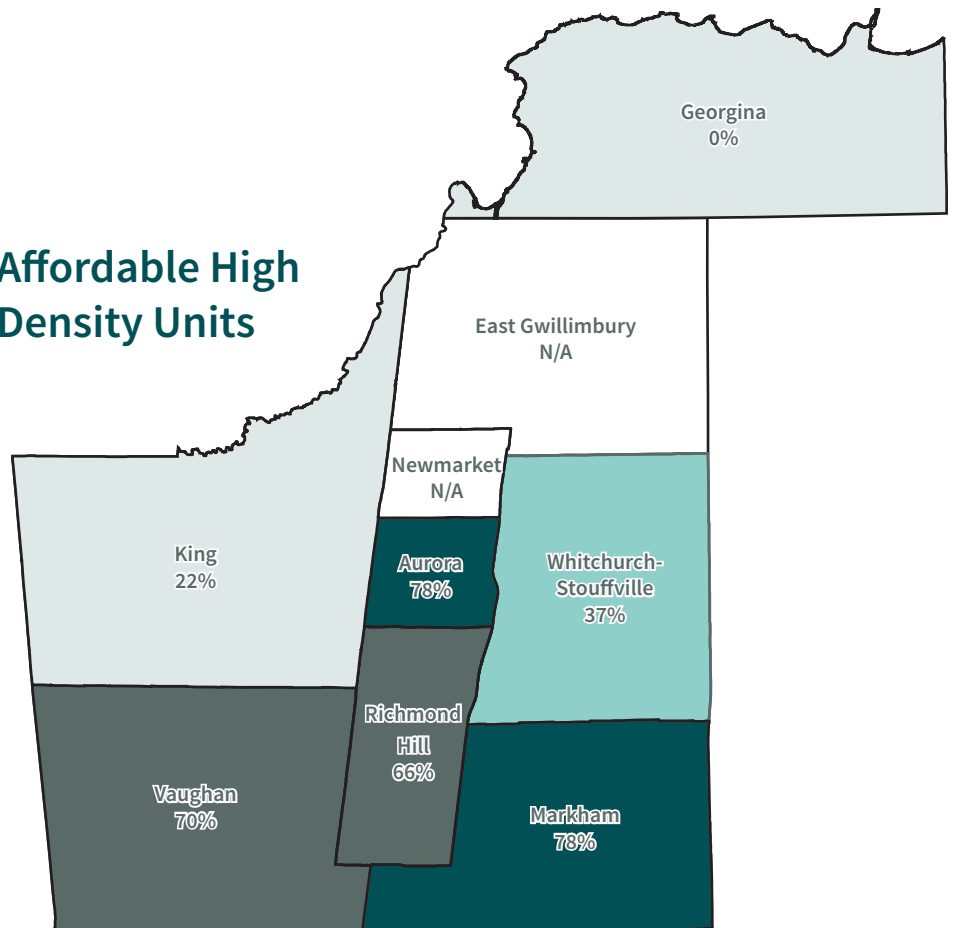 Georgina
0%
Affordable High
Density Units
East Gwillimbury
N/A
Newmarket
N/A
King
22%
Aurora
78%
Whitchurch-
Stouffville
37%
Richmond
Hill
66%
Vaughan
70%
Markham
78%